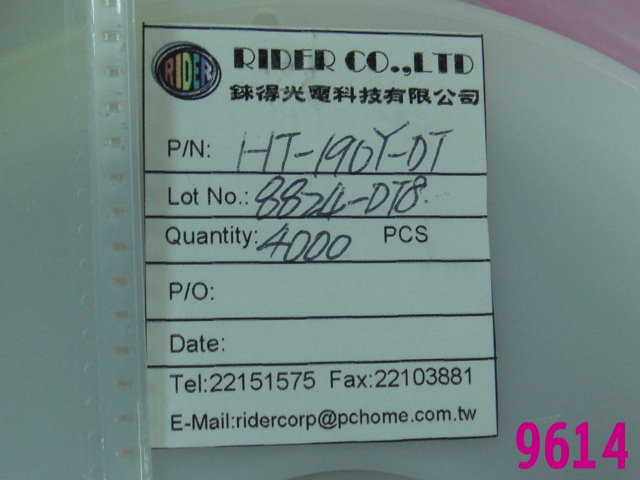 RIDER
RIDER CO.,LTD
錸得光電科技有限公司
P/N: HT-190Y-DT
Lot No.: 8824-DT8
Quantity: 4000 PCS
P/O:
Date:
Tel:22151575 Fax:22103881
E-Mail:ridercorp@pchome.com.tw
9614